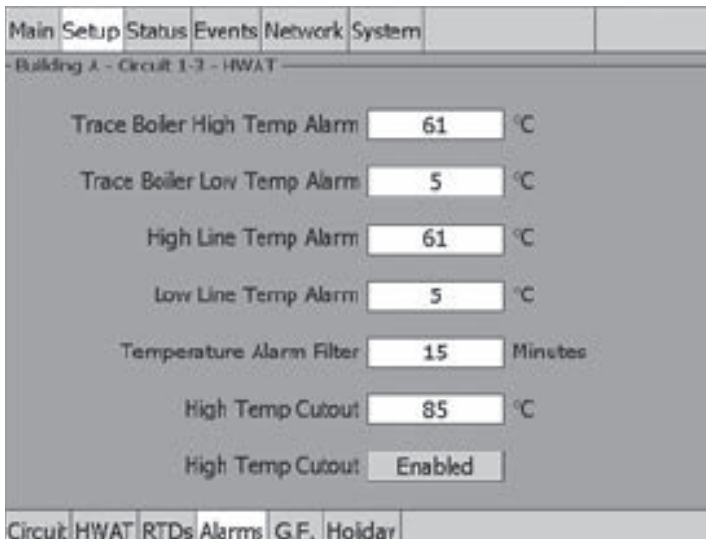 Main Setup Status Events Network System
Building A - Circuit 1-3 - HWAT
Trace Boiler High Temp Alarm 61 °C
Trace Boiler Low Temp Alarm 5 °C
High Line Temp Alarm 61 °C
Low Line Temp Alarm 5 °C
Temperature Alarm Filter 15 Minutes
High Temp Cutout 85 °C
High Temp Cutout Enabled
Circuit HWAT RTDs Alarms G.F. Holiday